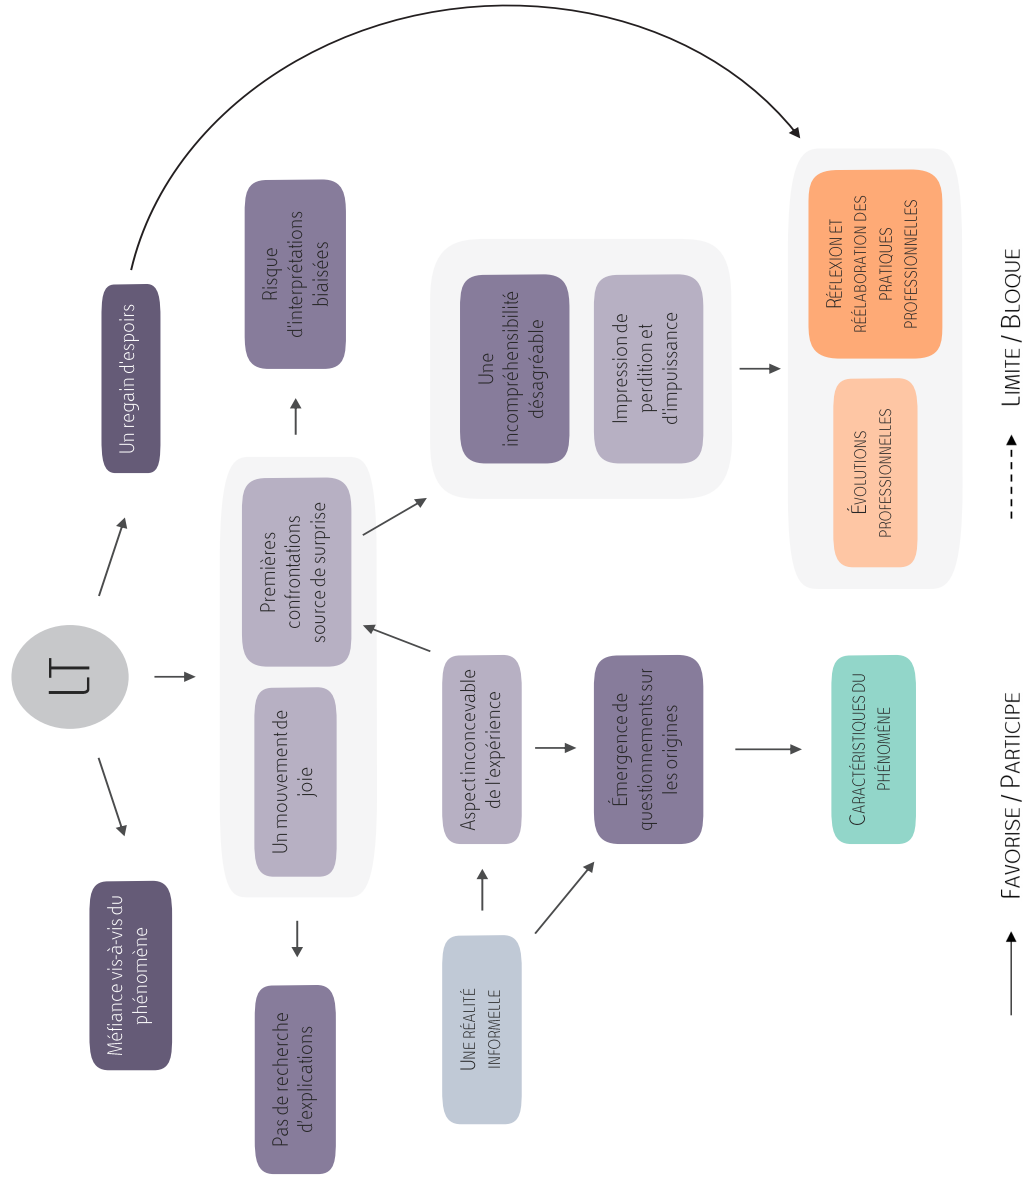 LT
Méfiance vis-à-vis du
phénomène
Un regain d'espoirs
Pas de recherche
d'explications
Un mouvement de
joie
Premières
confrontations
source de surprise
Risque
d'interprétations
biaisées
Une réalité
informelle
Aspect inconcevable
de l'expérience
Une
incompréhensibilité
désagréable
Émergence de
questionnements sur
les origines
Impression de
perdition et
d'impuissance
Caractéristiques du
phénomène
Évolutions
professionnelles
Réflexion et
réélaboration des
pratiques
professionnelles
Favorise / Participe
Limite / Bloque